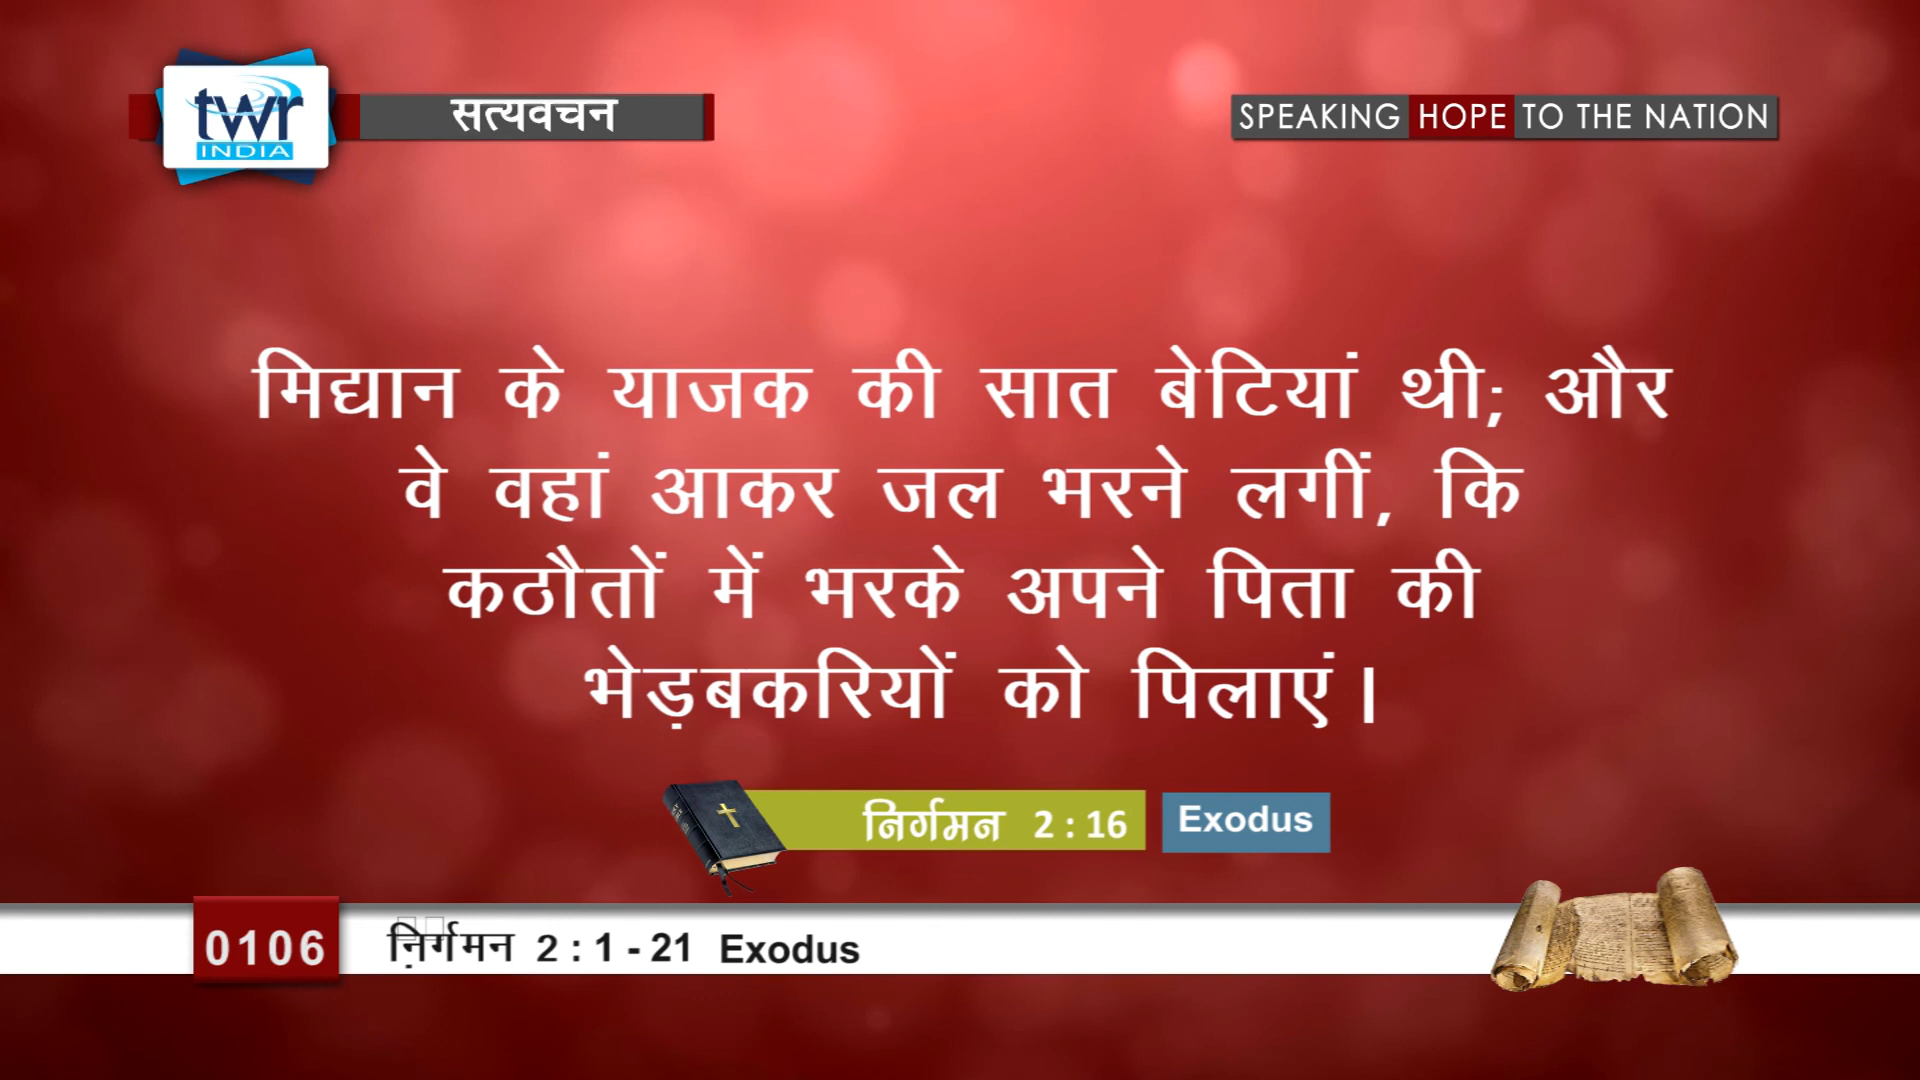 twr
INDIA
सत्यवचन
SPEAKING HOPE TO THE NATION
मिद्यान के याजक की सात बेटियां थी; और
वे वहां आकर जल भरने लगीं, कि
कठौतों में भरके अपने पिता की
भेड़बकरियों को पिलाएं।
निर्गमन 2 : 16 Exodus
0106 निर्गमन 2 : 1 - 21 Exodus